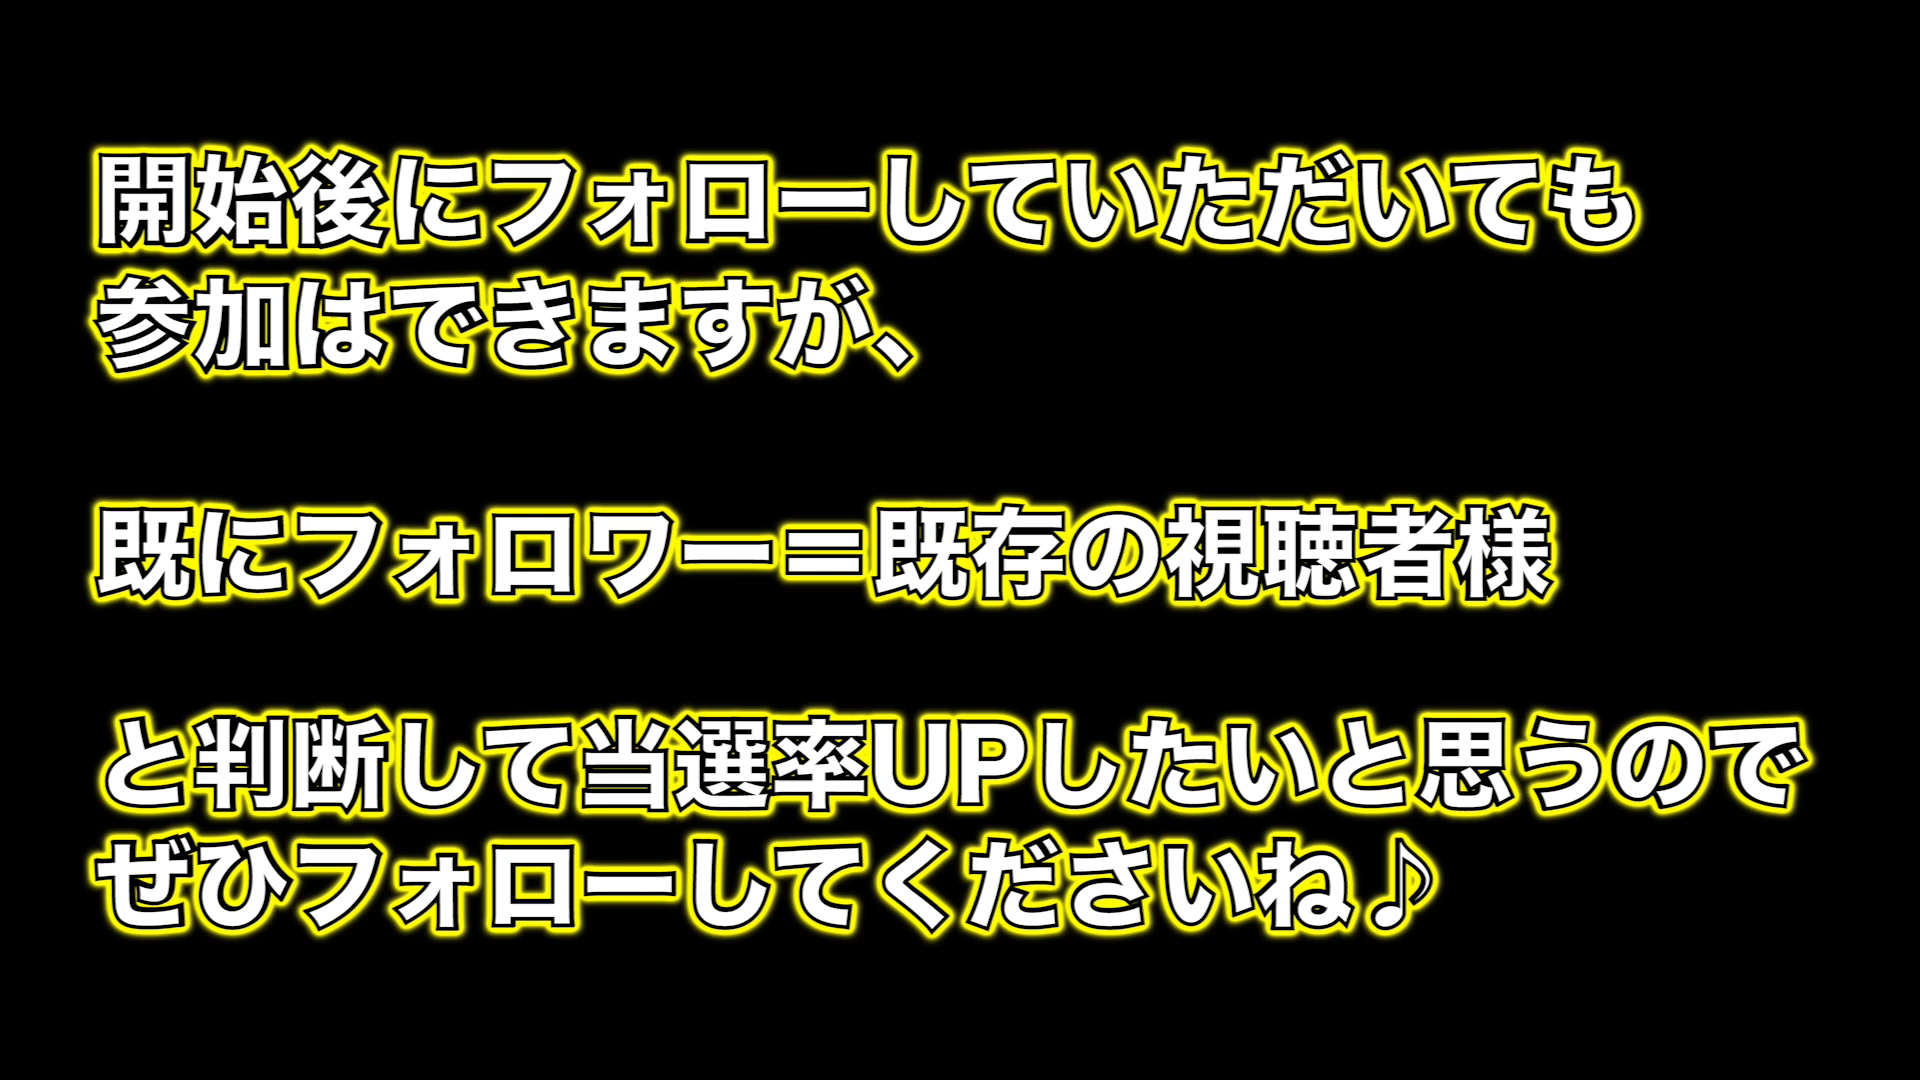 開始後にフォローしていただいても
参加はできますが、
既にフォロワー＝既存の視聴者様
と判断して当選率UPしたいと思うので
ぜひフォローしてくださいね♪